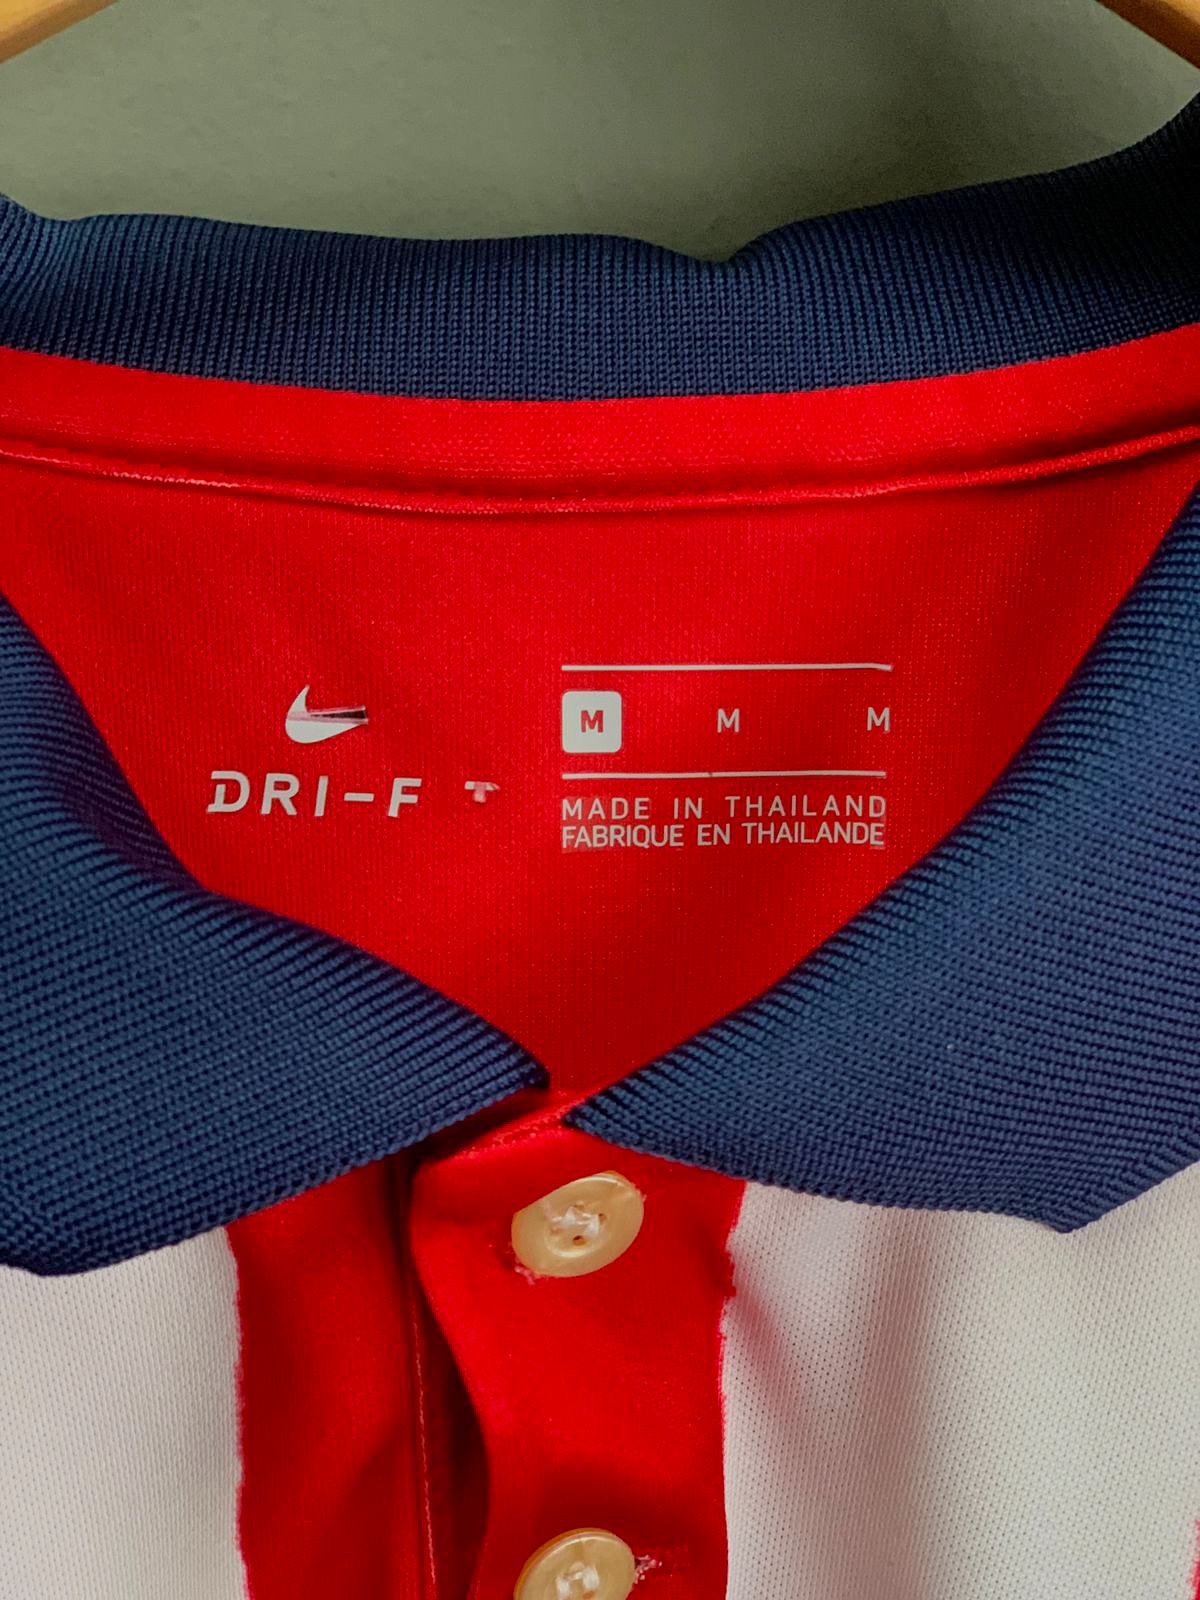 DRI-F T
M M M
MADE IN THAILAND
FABRIQUE EN THAILANDE